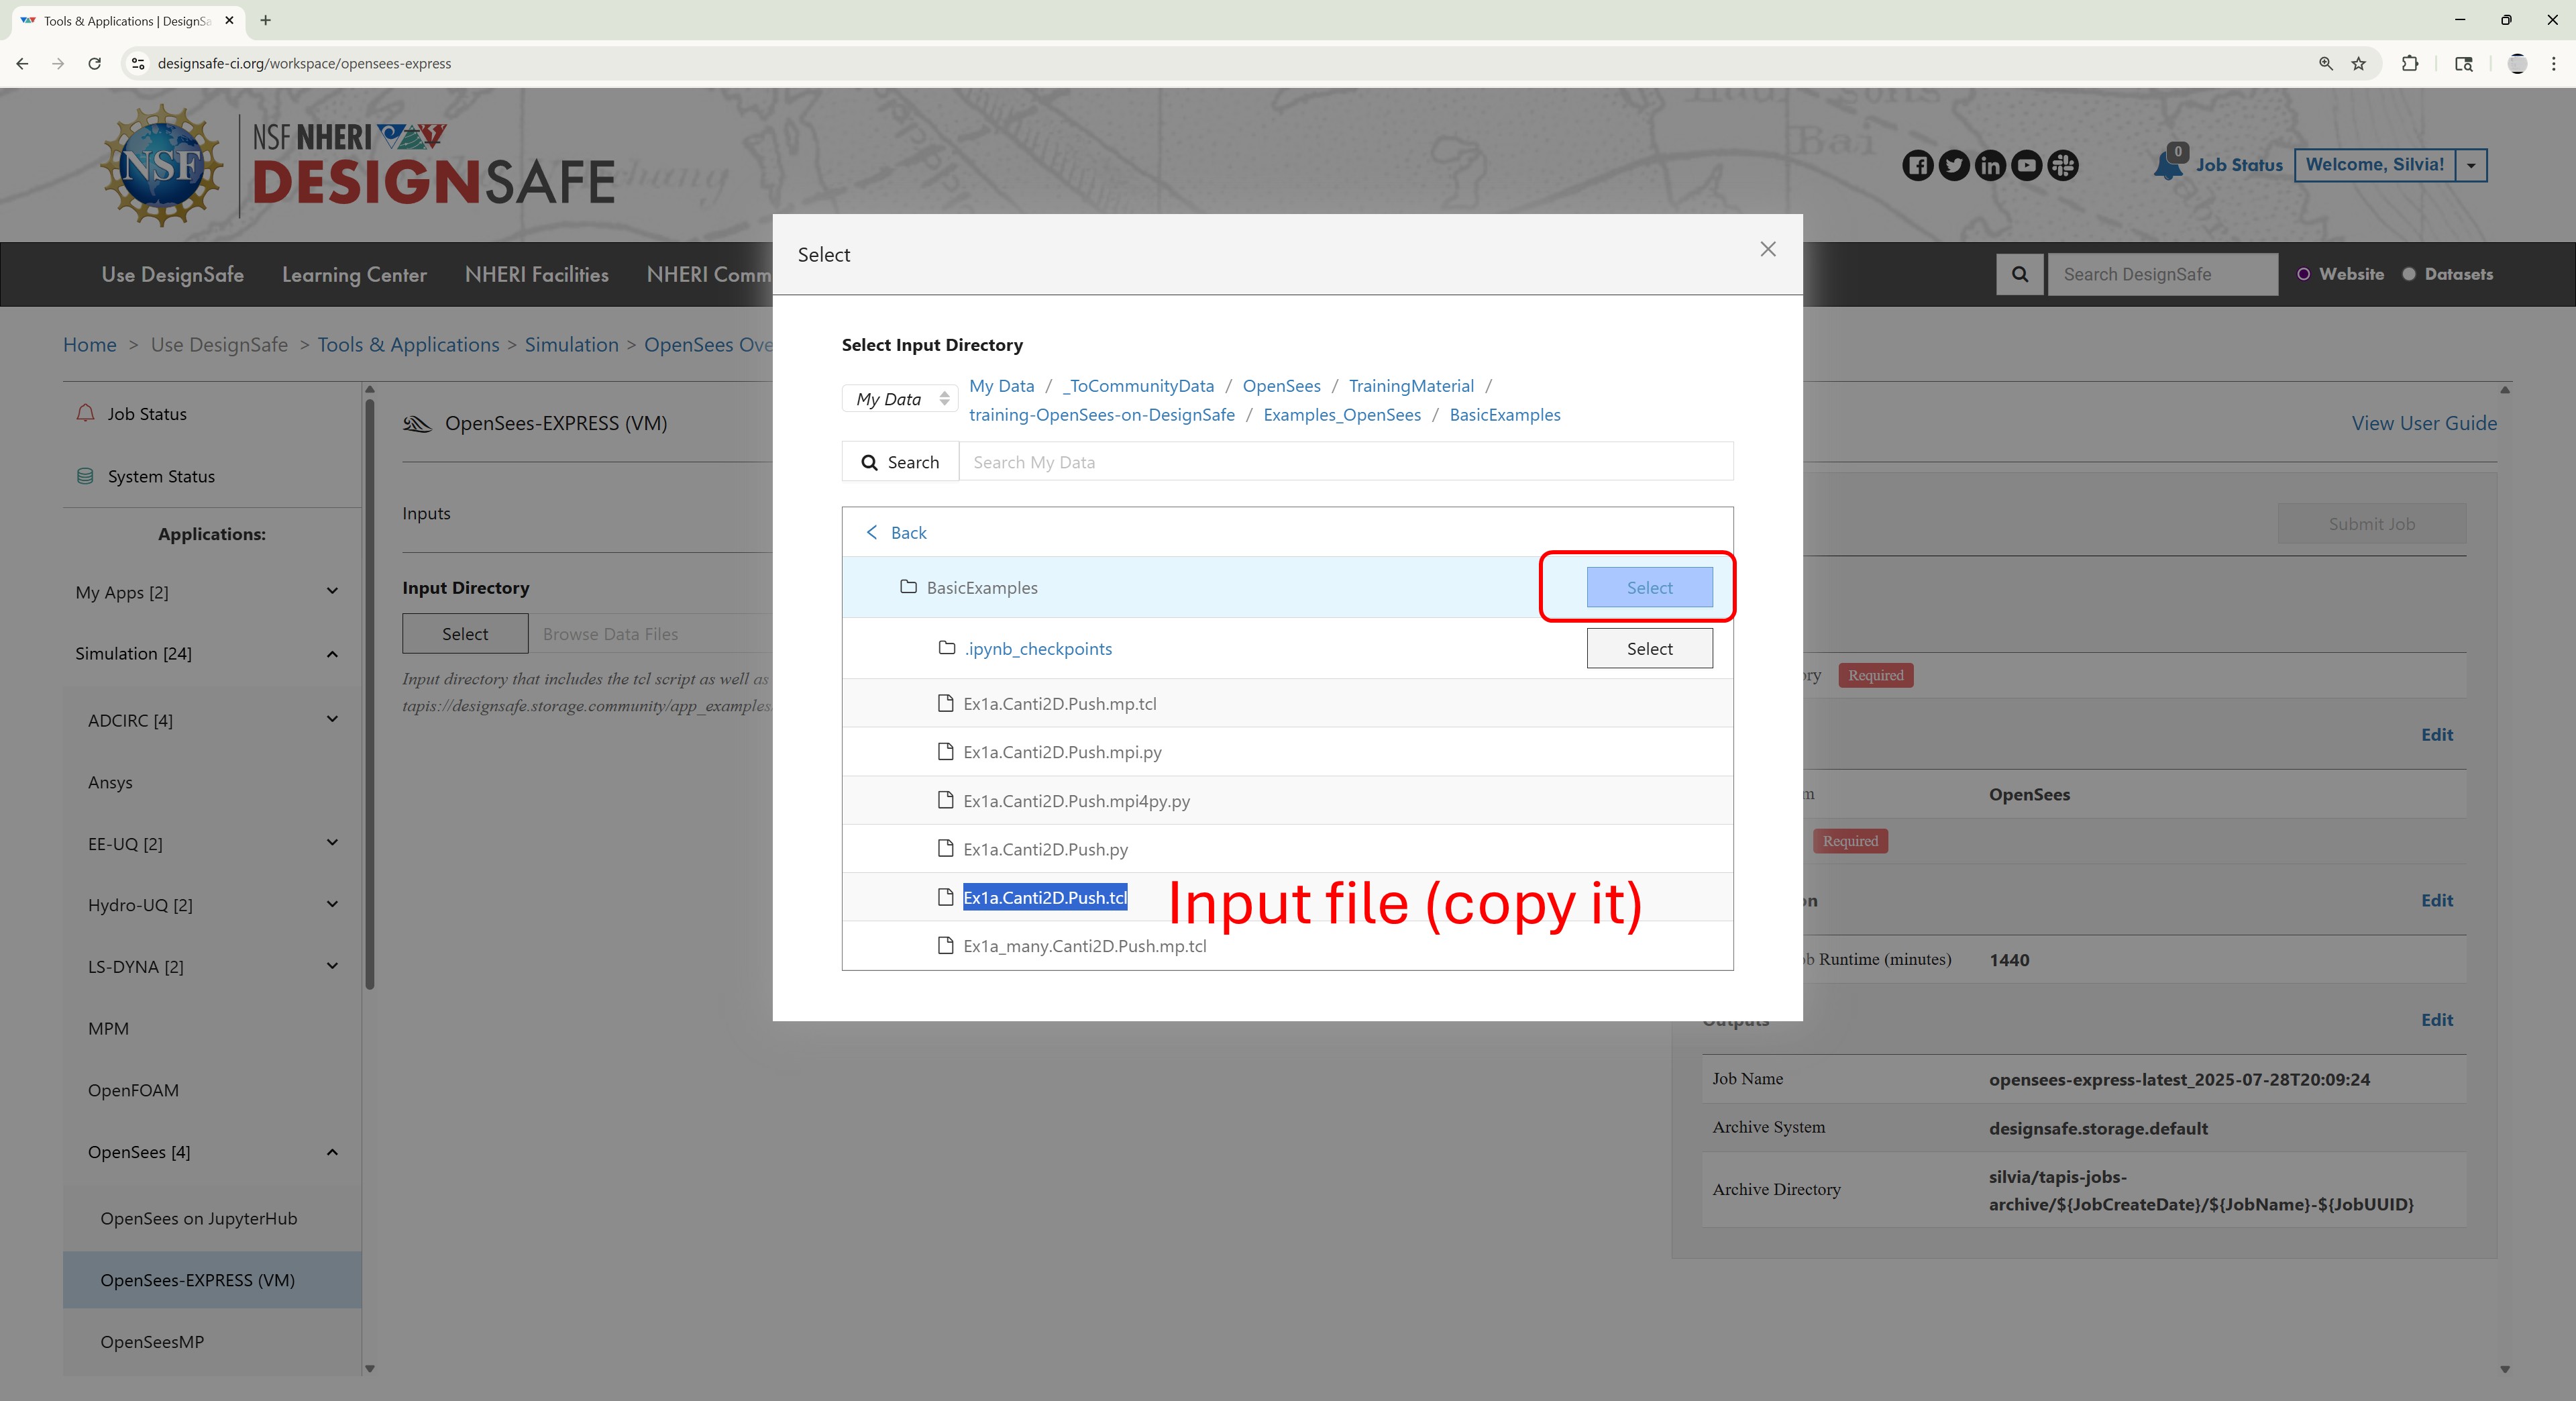 Tools & Applications | DesignSa
designsafe-ci.org/workspace/opensees-express
NSF
NSF NHERI
DESIGNSAFE
0
Job Status
Welcome, Silvia!
Use DesignSafe
Learning Center
NHERI Facilities
NHERI Comm
Search DesignSafe
Website
Datasets
Home > Use DesignSafe > Tools & Applications > Simulation > OpenSees Ove
Job Status
System Status
Applications:
My Apps [2]
Simulation [24]
ADCIRC [4]
Ansys
EE-UQ [2]
Hydro-UQ [2]
LS-DYNA [2]
MPM
OpenFOAM
OpenSees [4]
OpenSees on JupyterHub
OpenSees-EXPRESS (VM)
OpenSeesMP
OpenSees-EXPRESS (VM)
View User Guide
Inputs
Input Directory
Select
Browse Data Files
Input directory that includes the tcl script as well as
tapis://designsafe.storage.community/app_examples
Select
Select Input Directory
My Data
My Data / _ToCommunityData / OpenSees / TrainingMaterial /
training-OpenSees-on-DesignSafe / Examples_OpenSees / BasicExamples
Search
Search My Data
Back
BasicExamples
Select
.ipynb_checkpoints
Select
Ex1a.Canti2D.Push.mp.tcl
Ex1a.Canti2D.Push.mpi.py
Ex1a.Canti2D.Push.mpi4py.py
Ex1a.Canti2D.Push.py
Ex1a.Canti2D.Push.tcl
Input file (copy it)
Ex1a_many.Canti2D.Push.mp.tcl
Submit Job
ry
Required
Edit
m
OpenSees
Required
on
Edit
b Runtime (minutes)
1440
Outputs
Edit
Job Name
opensees-express-latest_2025-07-28T20:09:24
Archive System
designsafe.storage.default
Archive Directory
silvia/tapis-jobs-
archive/${JobCreateDate}/${JobName}-${JobUUID}